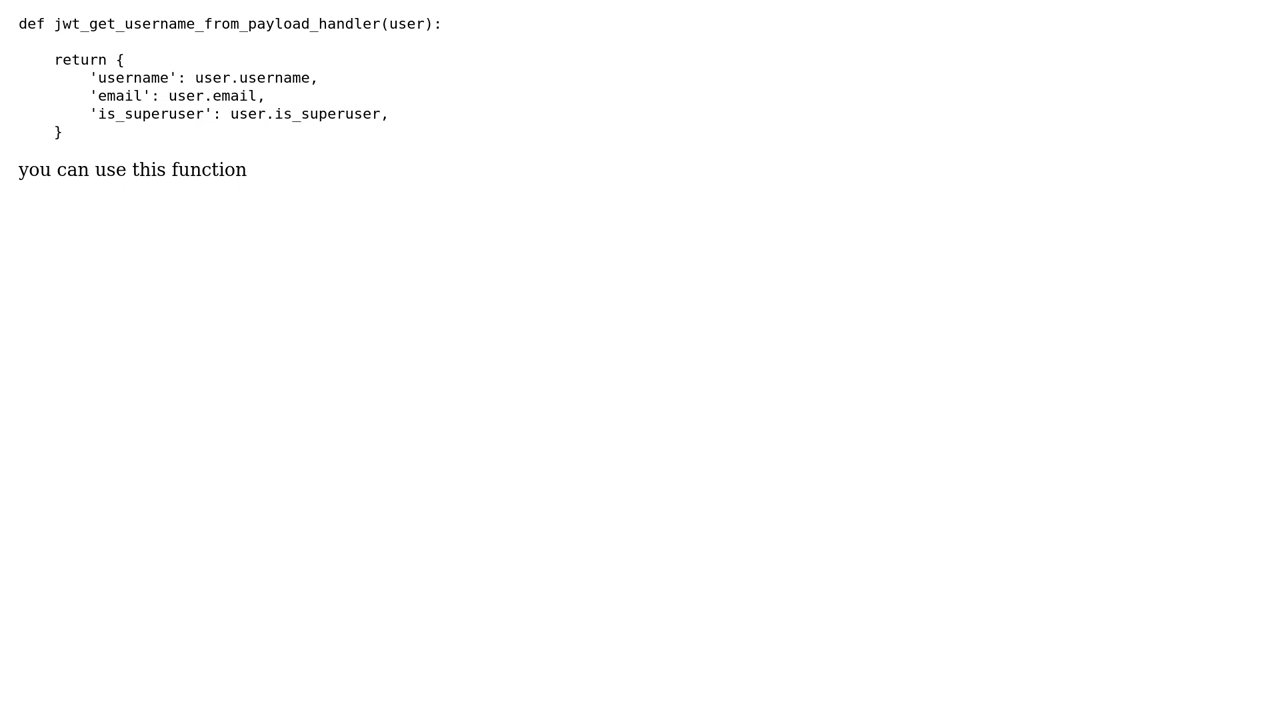 def jwt_get_username_from_payload_handler(user):
    return {
        'username': user.username,
        'email': user.email,
        'is_superuser': user.is_superuser,
    }
you can use this function